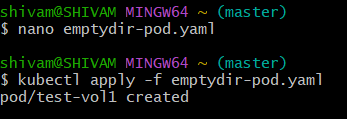 shivam@SHIVAM MINGW64 ~ (master)
$ nano emptydir-pod.yaml
shivam@SHIVAM MINGW64 ~ (master)
$ kubectl apply -f emptydir-pod.yaml
pod/test-vol1 created